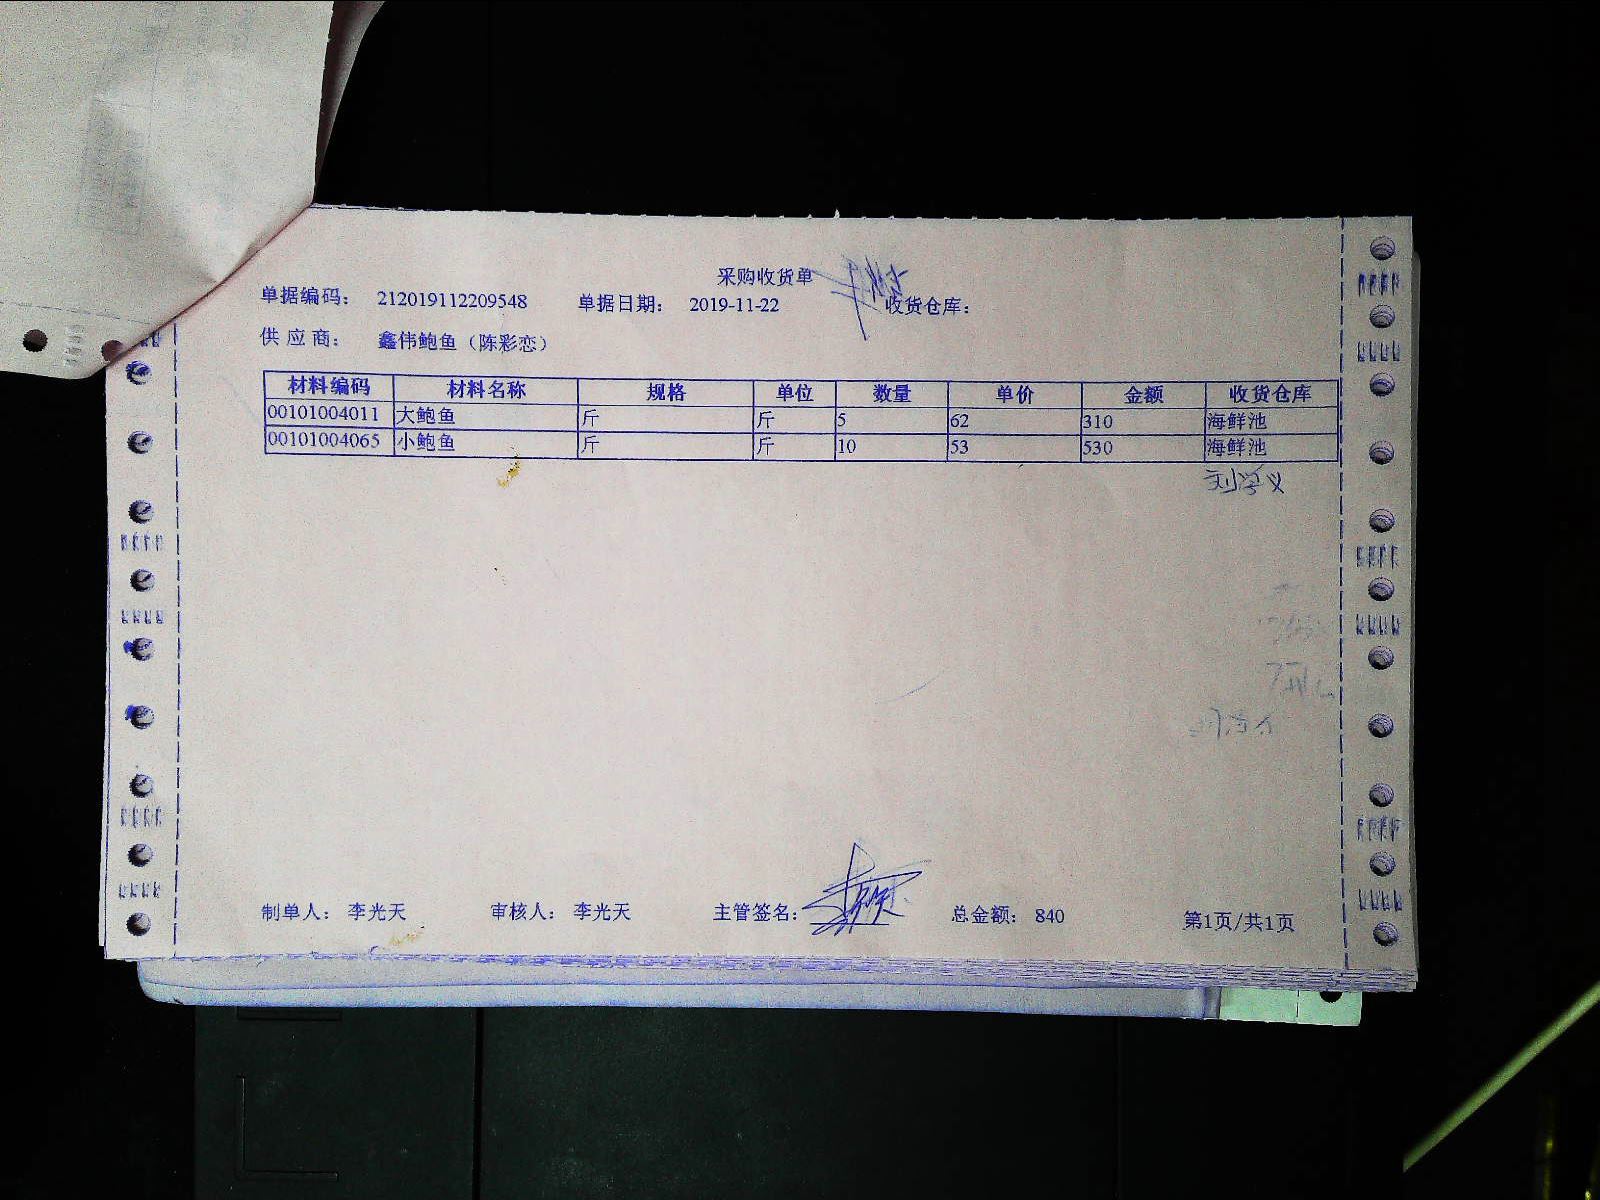 采购收货单
单据编码： 212019112209548 单据日期： 2019-11-22 收货仓库：
供应商： 鑫伟鲍鱼（陈彩恋）
材料编码 材料名称 规格 单位 数量 单价 金额 收货仓库
00101004011 大鲍鱼 斤 斤 5 62 310 海鲜池
00101004065 小鲍鱼 斤 斤 10 53 530 海鲜池
刘学义
制单人： 李光天 审核人： 李光天 主管签名： 总金额： 840 第1页/共1页